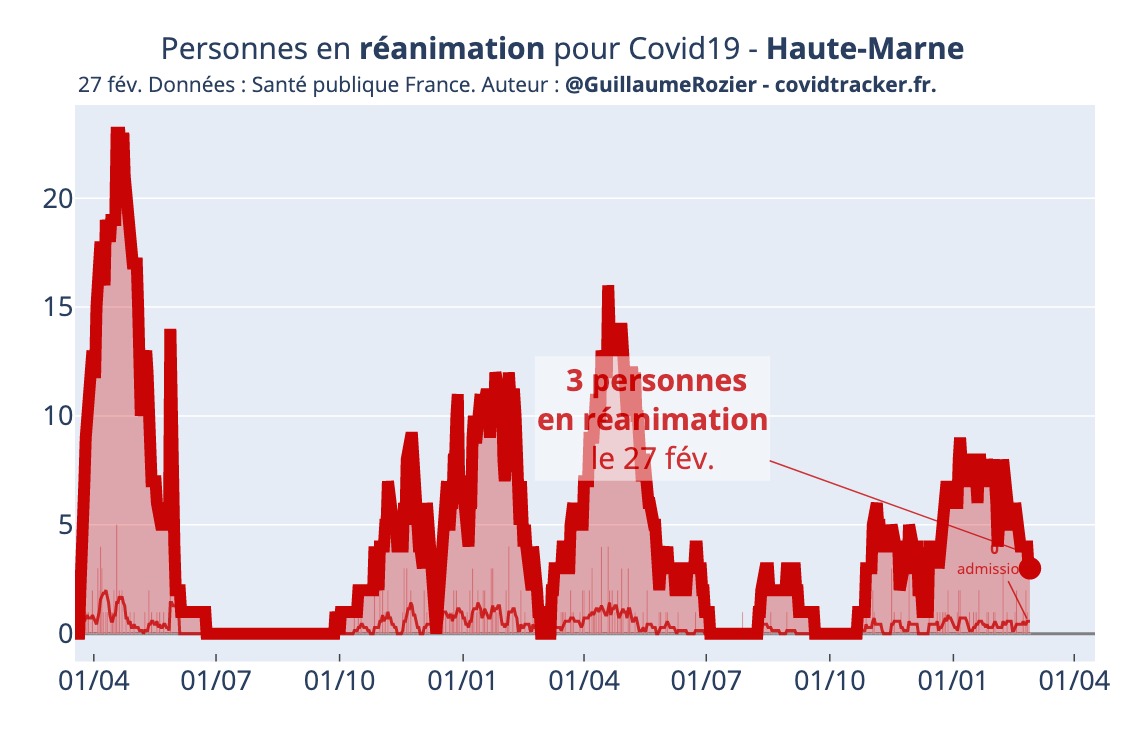 Personnes en réanimation pour Covid19 - Haute-Marne
27 fév. Données : Santé publique France. Auteur : @GuillaumeRozier - covidtracker.fr.
20
15
10
5
0
3 personnes
en réanimation
le 27 fév.
0
admissio
01/04 01/07 01/10 01/01 01/04 01/07 01/10 01/01 01/04